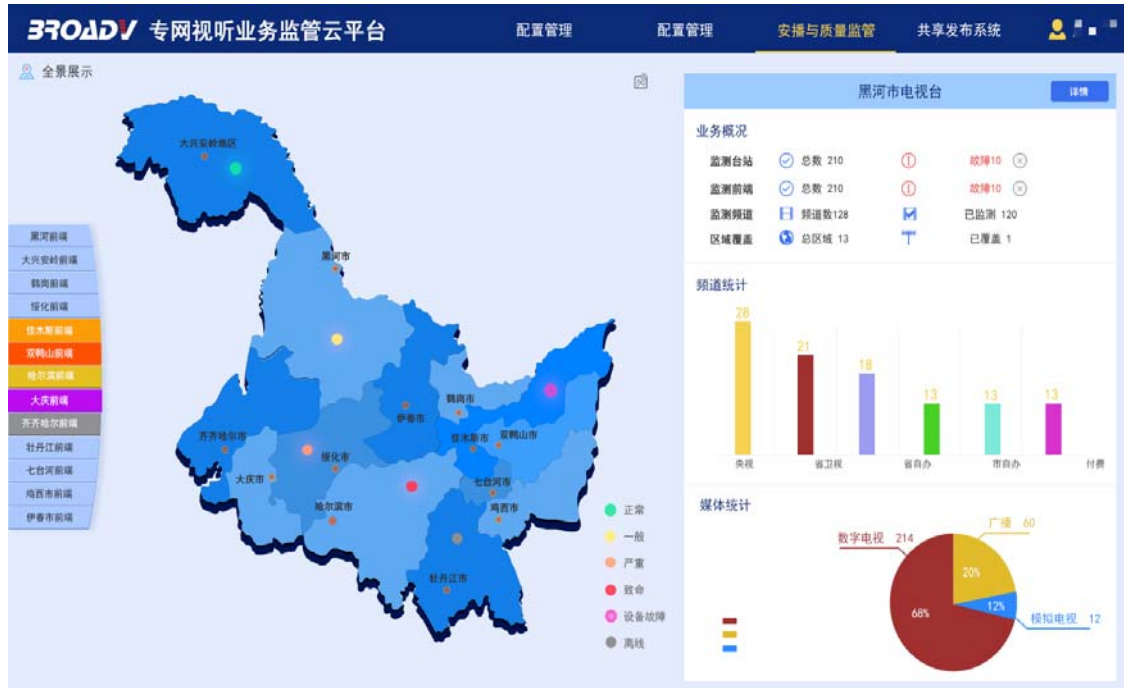 BROADV 专网视听业务监管云平台 配置管理 配置管理 安播与质量监管 共享发布系统
全景展示
黑河前端
大兴安岭前端
鹤岗前端
绥化前端
佳木斯前端
双鸭山前端
哈尔滨前端
大庆前端
齐齐哈尔前端
牡丹江前端
七台河前端
鸡西市前端
伊春市前端
大兴安岭地区
黑河市
鹤岗市
伊春市
齐齐哈尔市
佳木斯市
双鸭山市
绥化市
大庆市
七台河市
哈尔滨市
鸡西市
牡丹江市
正常
一般
严重
致命
设备故障
离线
黑河市电视台 详情
业务概况
监测台站 总数 210 故障10
监测前端 总数 210 故障10
监测频道 频道数128 已监测 120
区域覆盖 总区域 13 已覆盖 1
频道统计
28
21
18
13 13 13
央视 省卫视 省自办 市自办 付费
媒体统计
广播 60
数字电视 214
20%
68% 12%
模拟电视 12